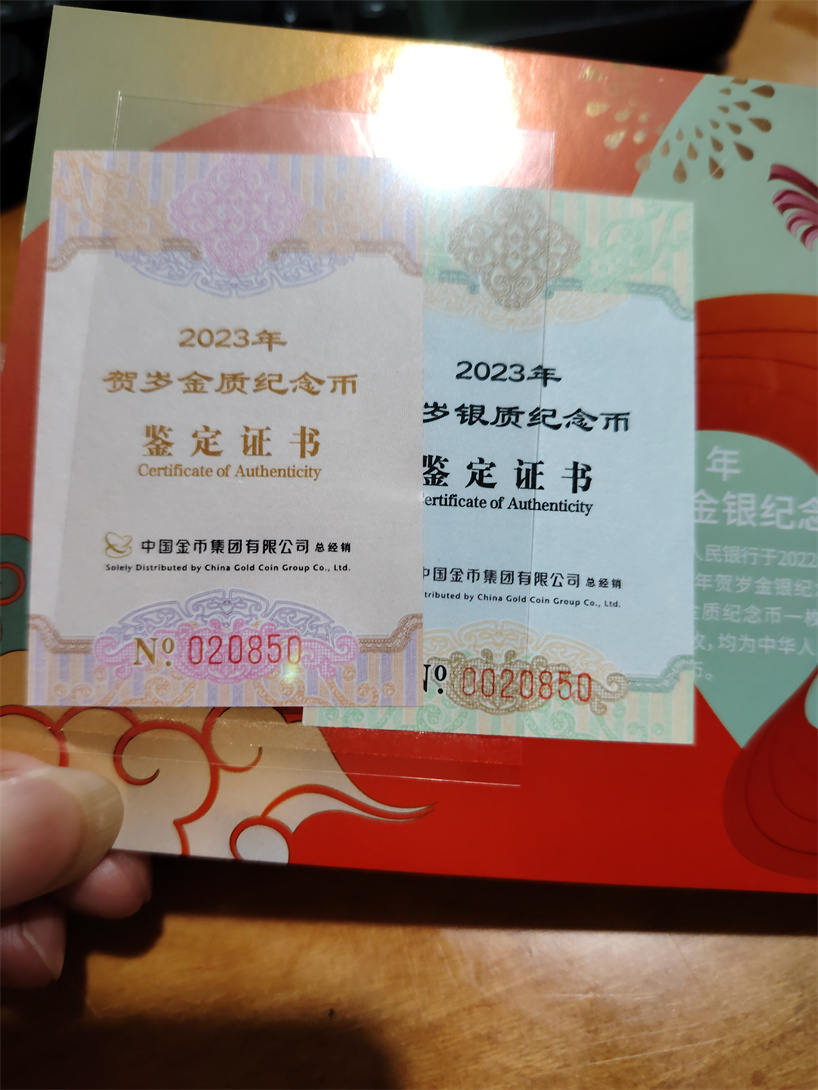 2023年
贺岁金质纪念币
鉴定证书
Certificate of Authenticity
中国金币集团有限公司 总经销
Solely Distributed by China Gold Coin Group Co., Ltd.
Nº 020850
2023年
岁银质纪念币
鉴定证书
ertificate of Authenticity
中国金币集团有限公司 总经销
tributed by China Gold Coin Group Co., Ltd.
Nº 0020850
年
金银纪念
人民银行于2022
年贺岁金银纪
质纪念币一枚
均为中华人